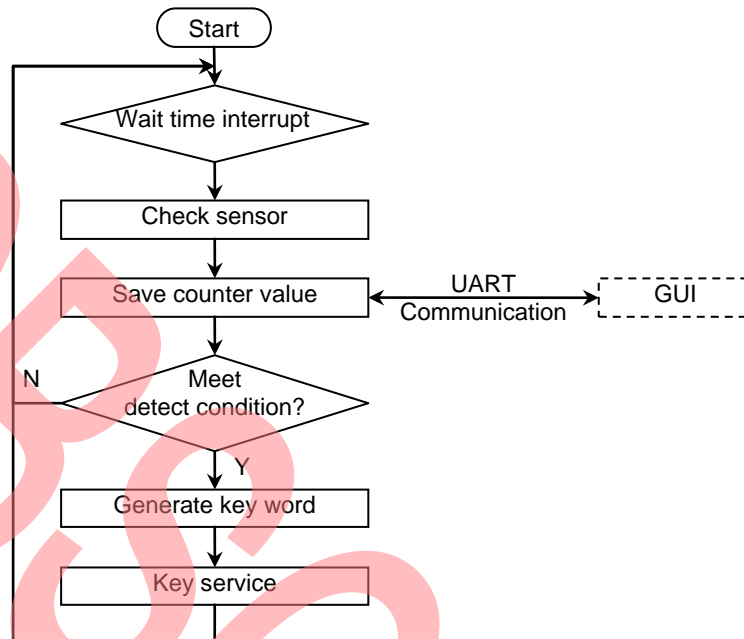 Start
Wait time interrupt
Check sensor
Save counter value
UART
Communication
GUI
N
Meet
detect condition?
Y
Generate key word
Key service